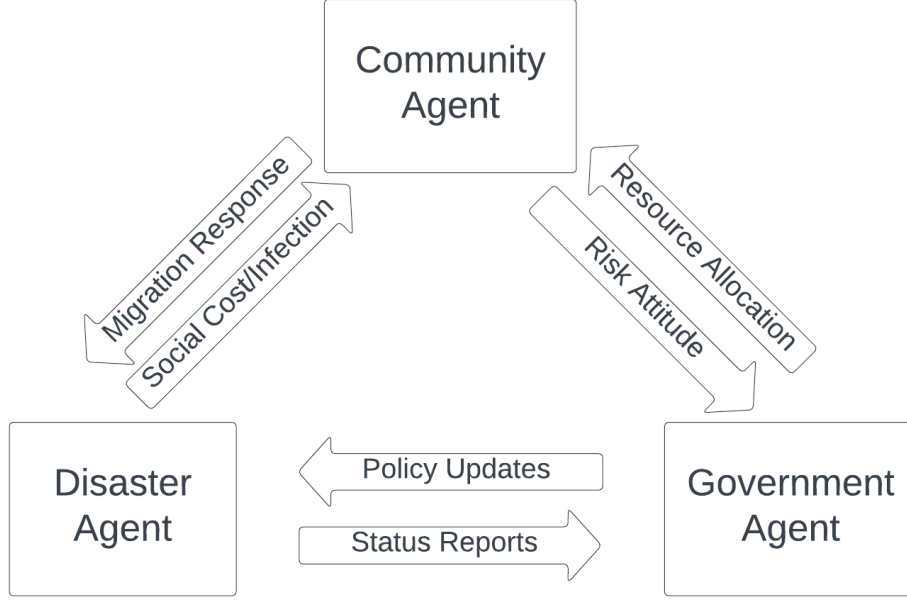 Community
Agent
Migration Response
Social Cost/Infection
Resource Allocation
Risk Attitude
Disaster
Agent
Policy Updates
Status Reports
Government
Agent